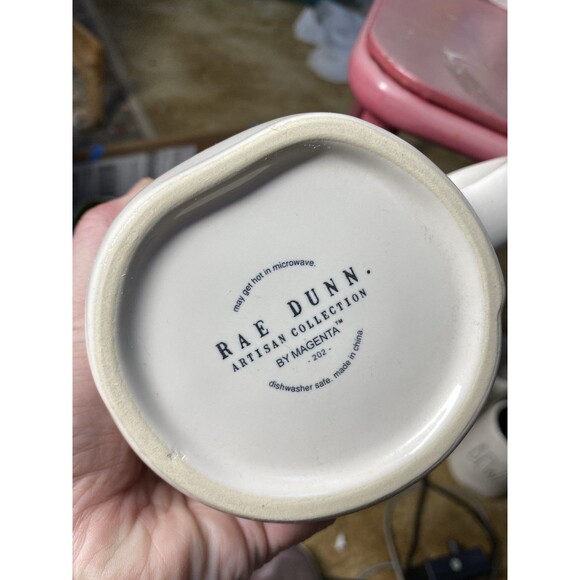 may get hot in microwave.
RAE DUNN.
ARTISAN COLLECTION
BY MAGENTA™
- 202 -
dishwasher safe. made in china.